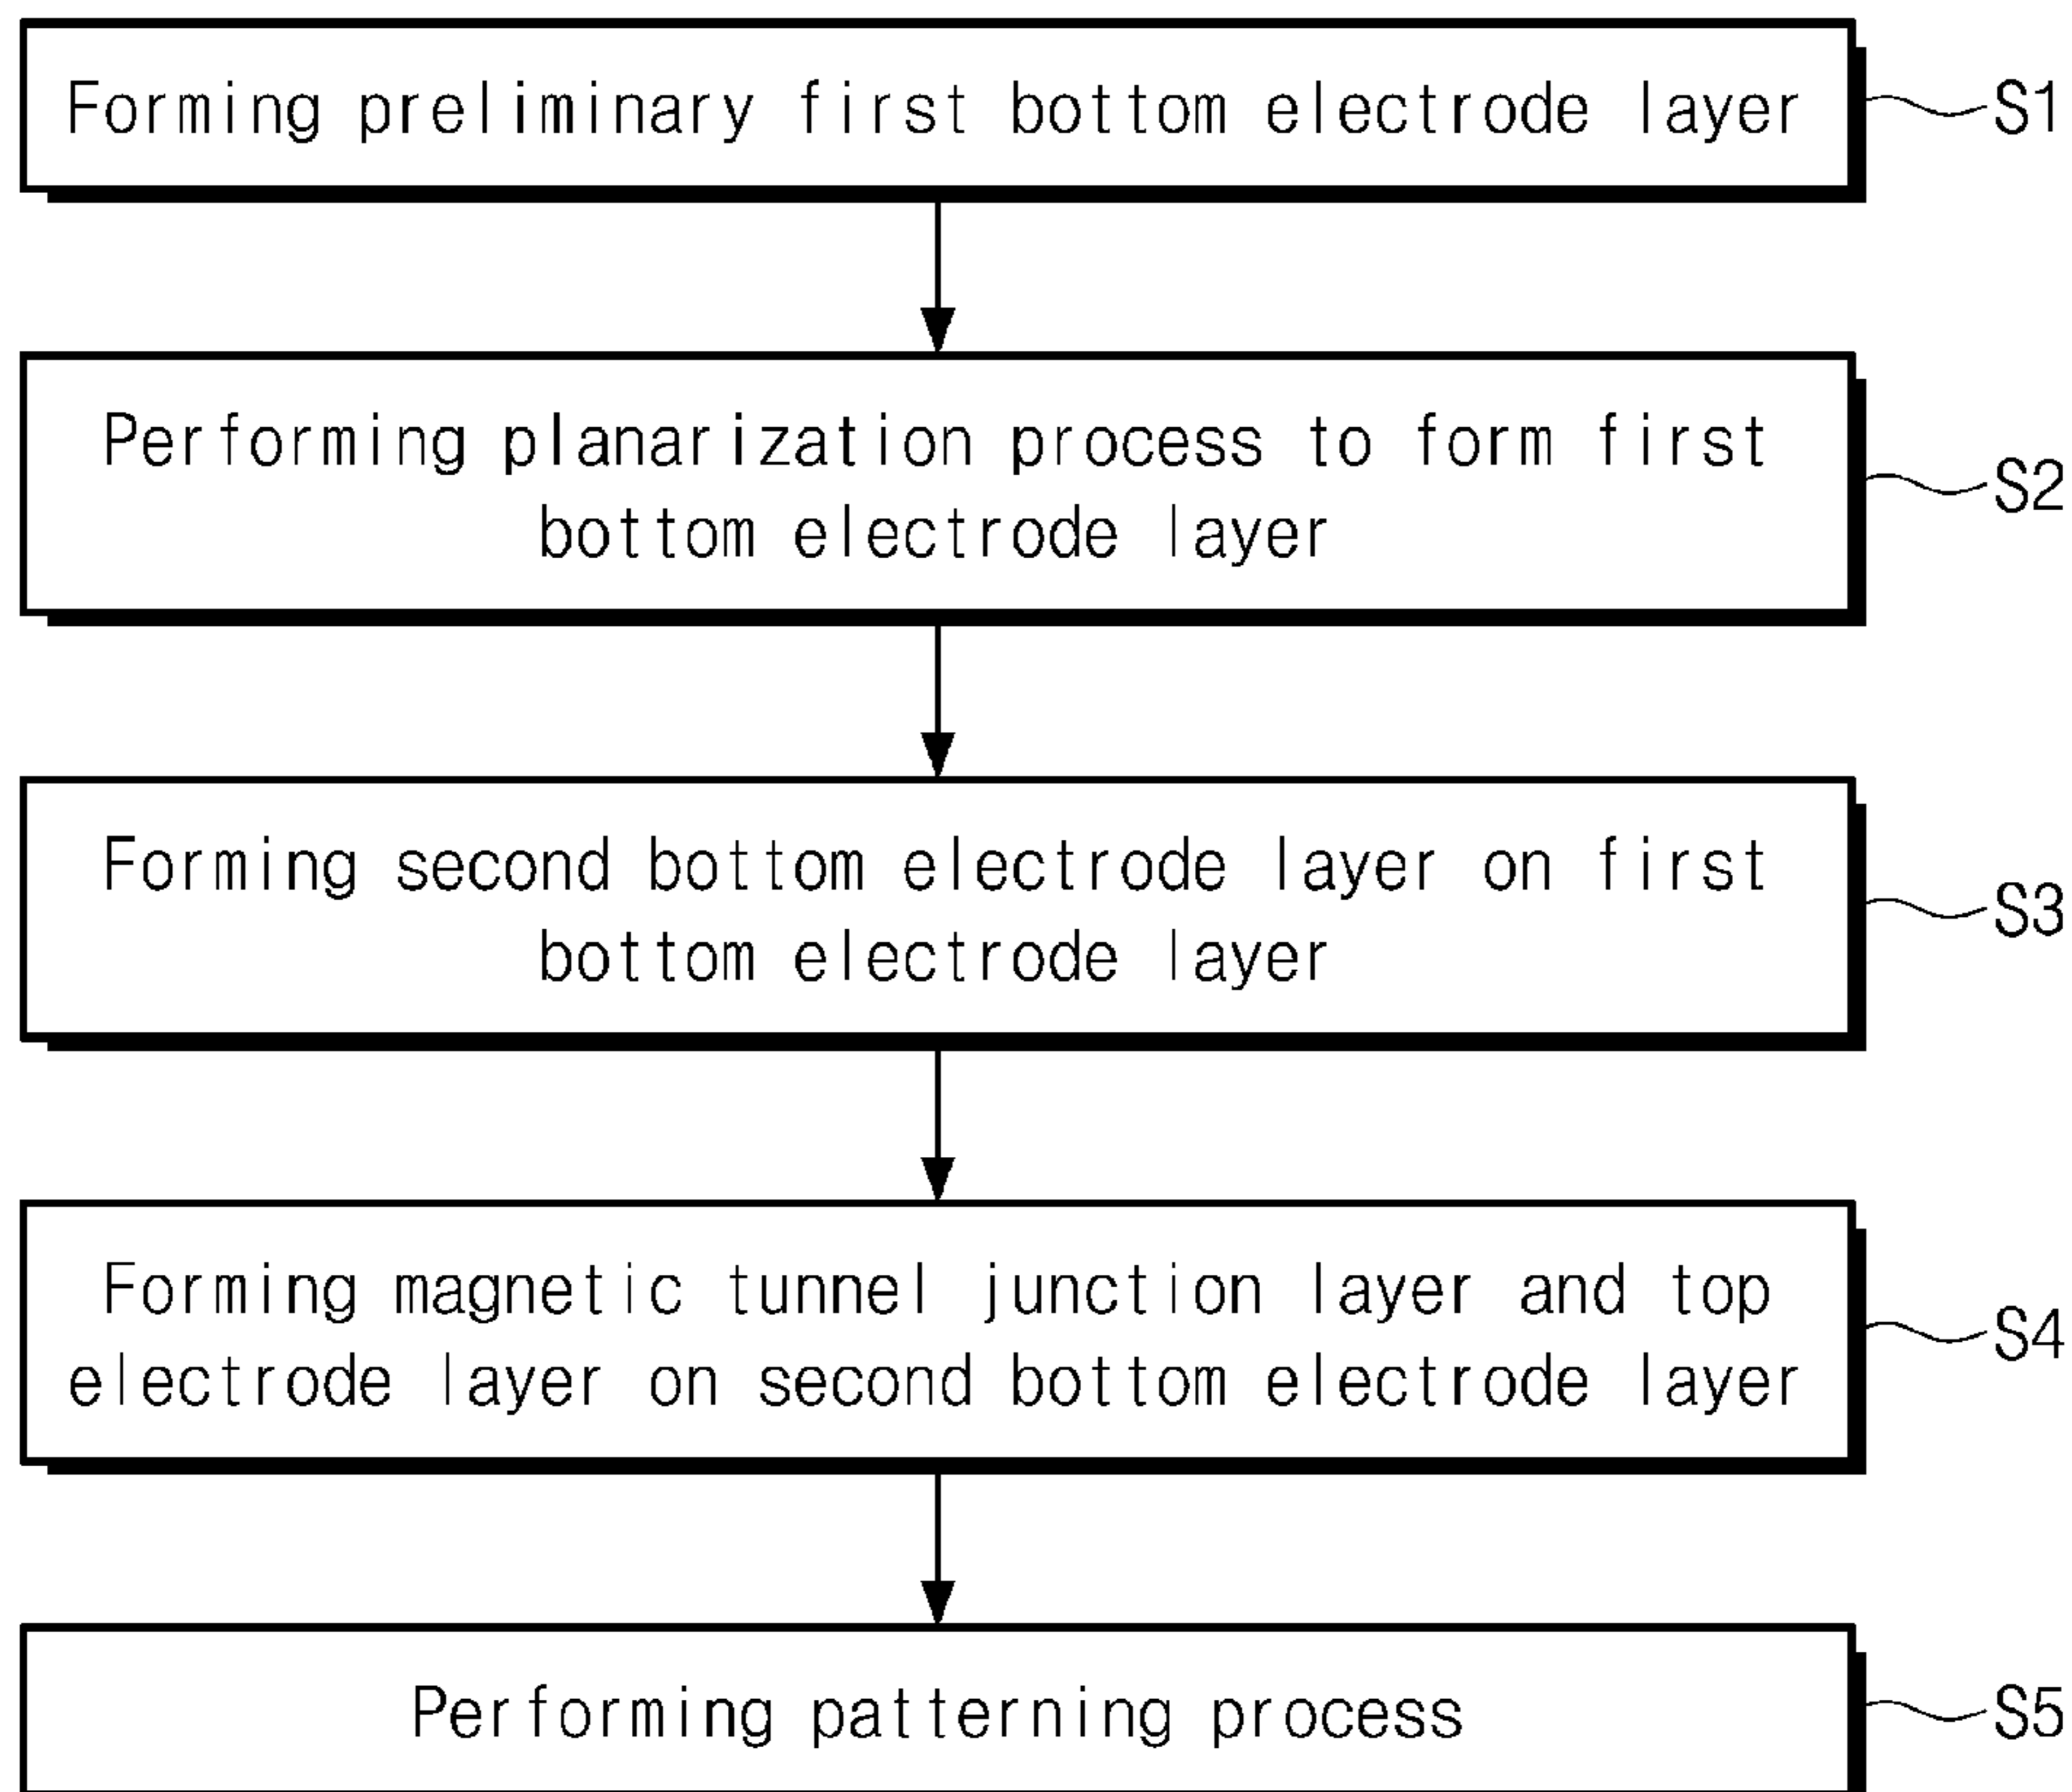 Forming preliminary first bottom electrode layer
S1
Performing planarization process to form first
bottom electrode layer
S2
Forming second bottom electrode layer on first
bottom electrode layer
S3
Forming magnetic tunnel junction layer and top
electrode layer on second bottom electrode layer
S4
Performing patterning process
S5